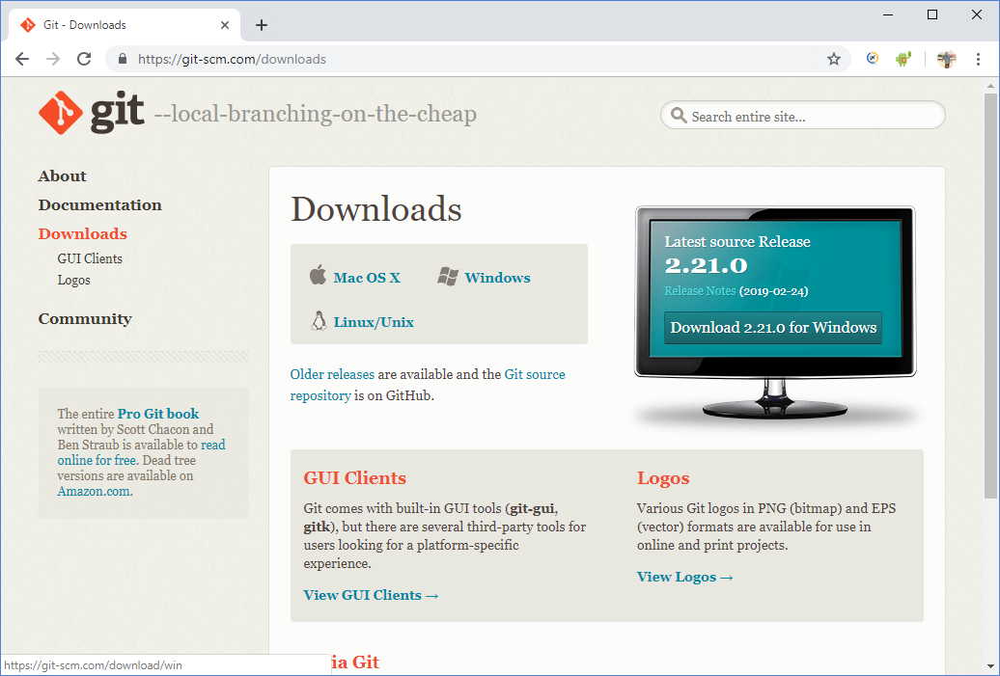 Git - Downloads
https://git-scm.com/downloads
git --local-branching-on-the-cheap
Search entire site...
About
Documentation
Downloads
GUI Clients
Logos
Community
The entire Pro Git book
written by Scott Chacon and
Ben Straub is available to read
online for free. Dead tree
versions are available on
Amazon.com.
Downloads
Mac OS X
Windows
Linux/Unix
Older releases are available and the Git source
repository is on GitHub.
Latest source Release
2.21.0
Release Notes (2019-02-24)
Download 2.21.0 for Windows
GUI Clients
Git comes with built-in GUI tools (git-gui,
gitk), but there are several third-party tools for
users looking for a platform-specific
experience.
View GUI Clients →
Logos
Various Git logos in PNG (bitmap) and EPS
(vector) formats are available for use in
online and print projects.
View Logos →
ia Git
https://git-scm.com/download/win